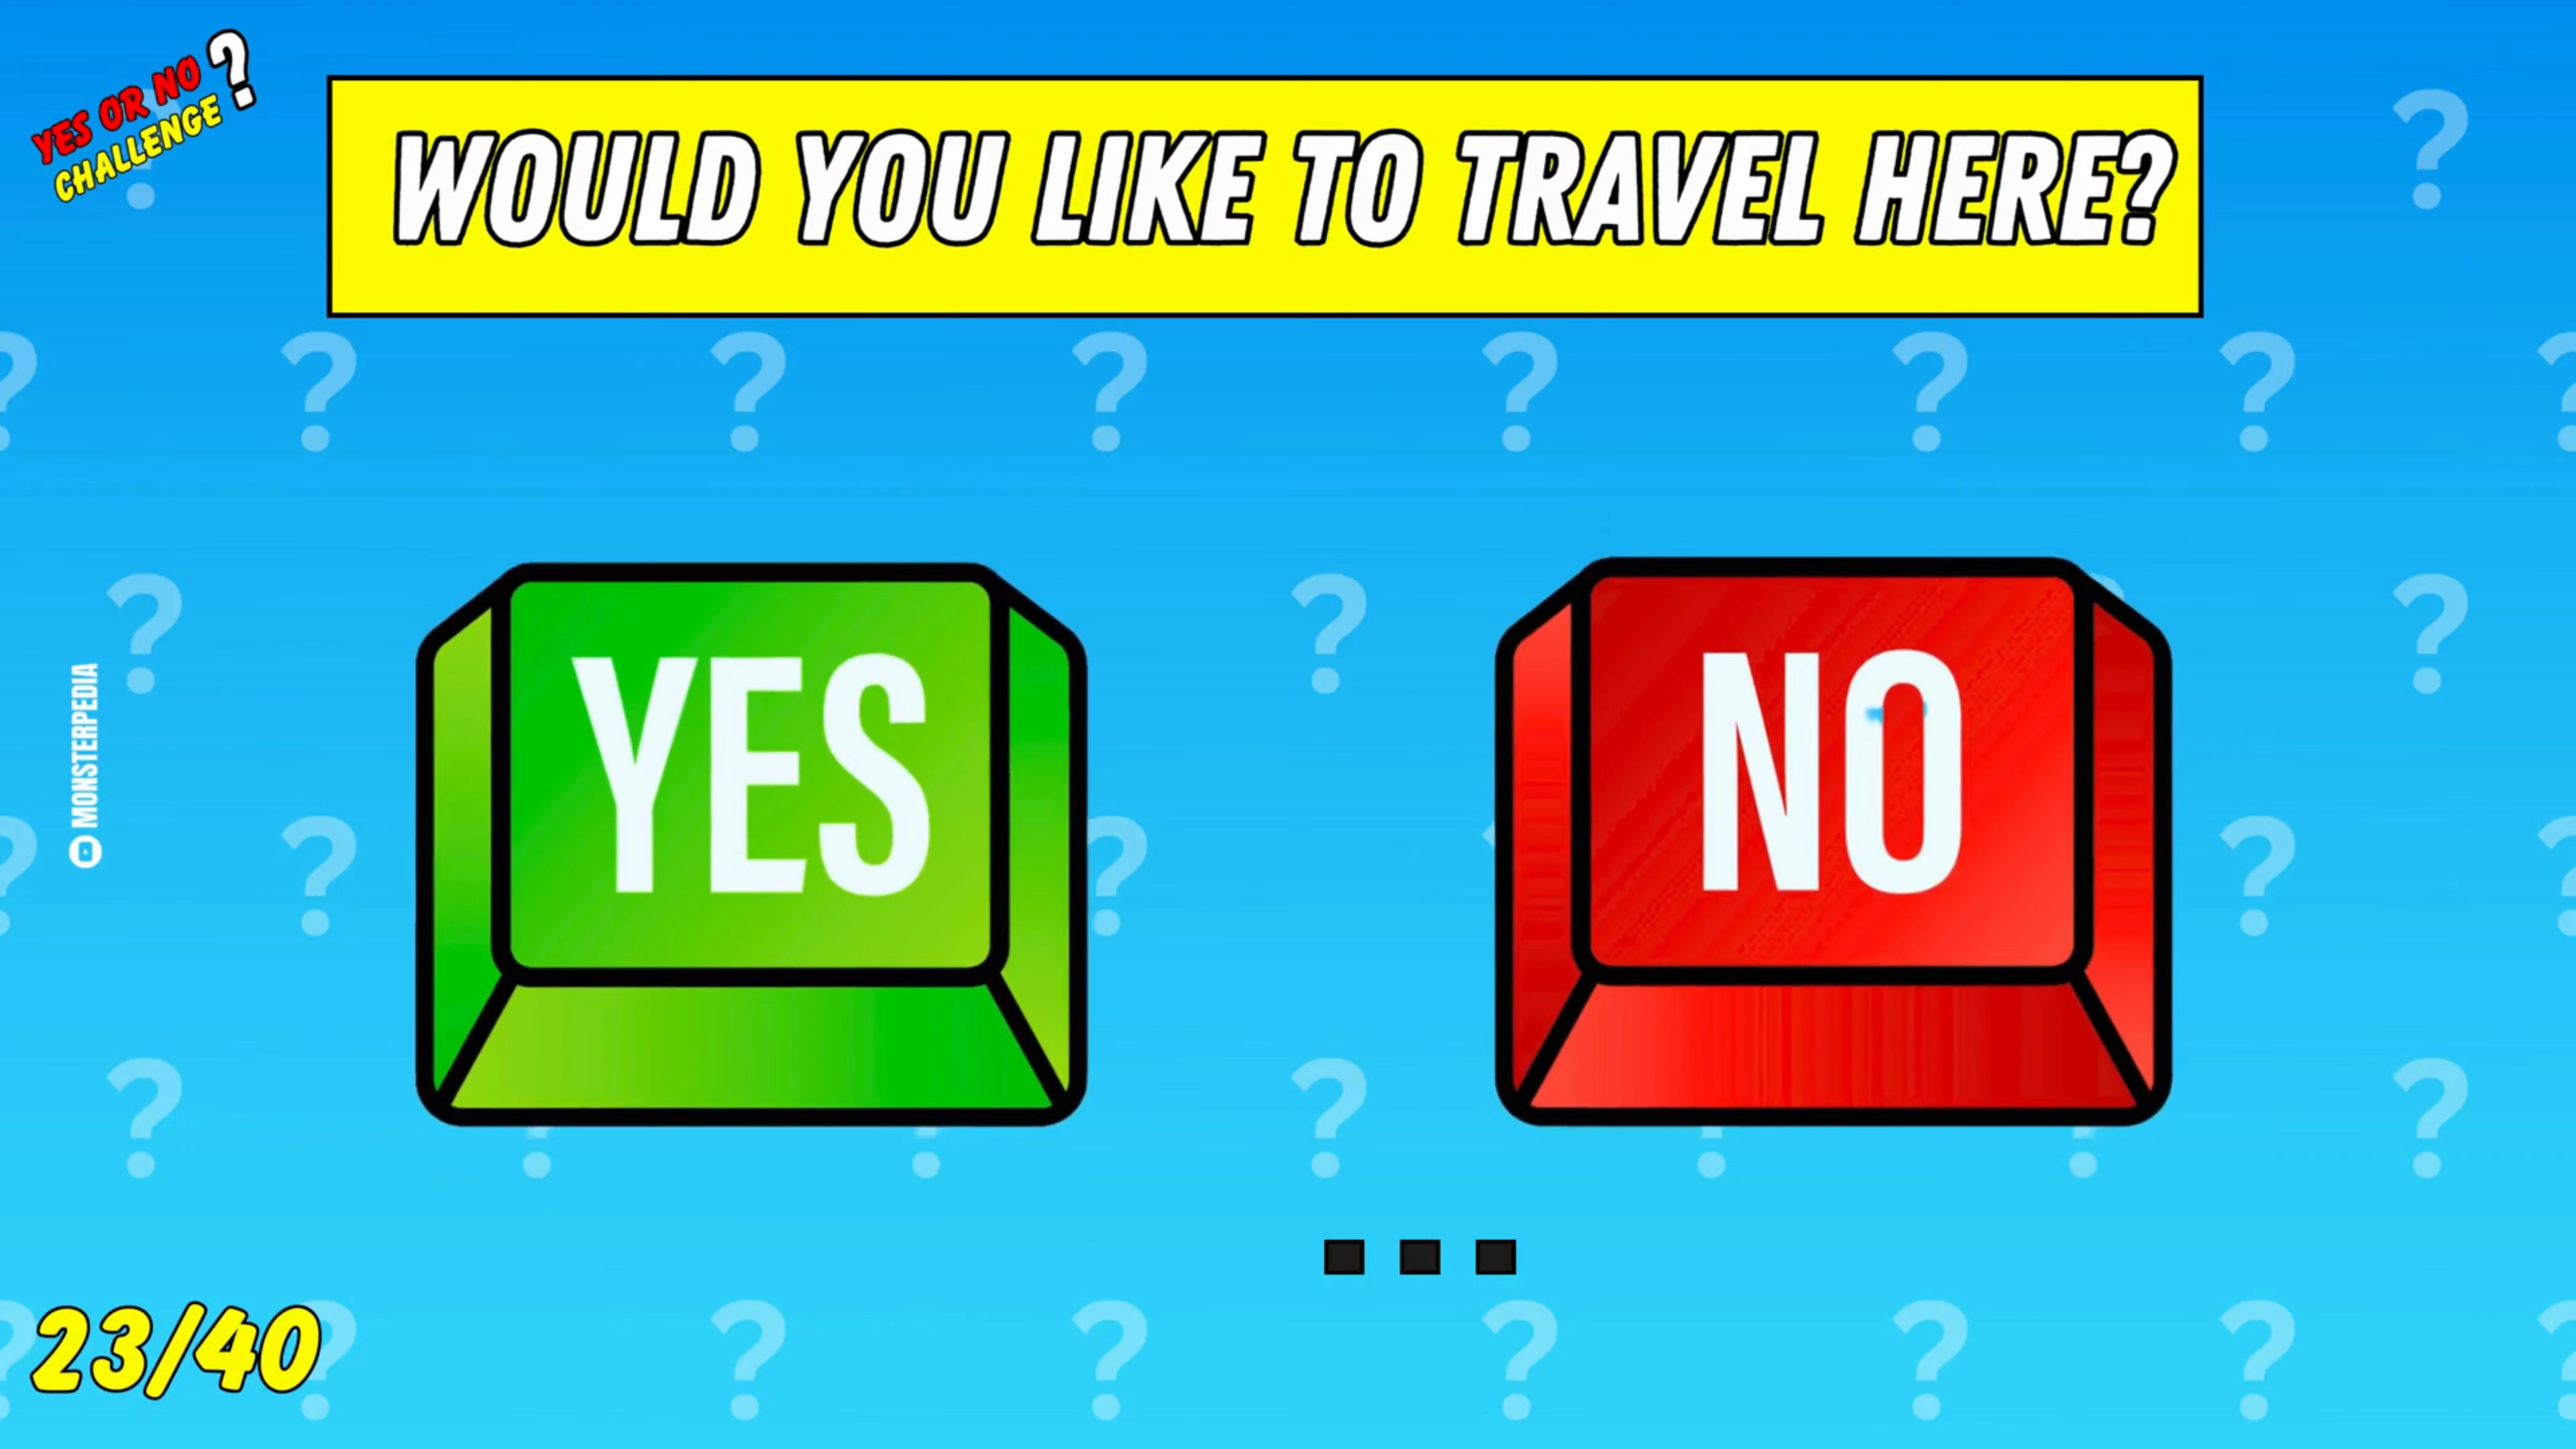 YES OR NO
CHALLENGE ?
WOULD YOU LIKE TO TRAVEL HERE?
YES
NO
MONSTERPEDIA
23/40